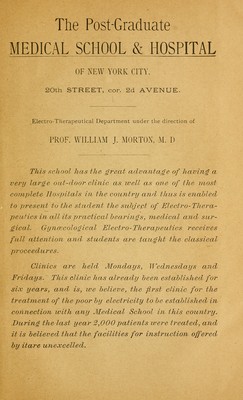 The Post-Graduate
MEDICAL SCHOOL & HOSPITAL
OF NEW YORK CITY,
20th STREET, cor. 2d AVENUE.
Electro-Therapeutical Department under the direction of
PROF. WILLIAM J. MORTON, M. D
This school has the great advantage of having a
very large out-door clinic as well as one of the most
complete Hospitals in the country and thus is enabled
to present to the student the subject of Electro-Thera-
peutics in all its practical bearings, medical and sur-
gical. Gynæcological Electro-Therapeutics receives
full attention and students are taught the classical
proceedures.
Clinics are held Mondays, Wednesdays and
Fridays. This clinic has already been established for
six years, and is, we believe, the first clinic for the
treatment of the poor by electricity to be established in
connection with any Medical School in this country.
During the last year 2,000 patients were treated, and
it is believed that the facilities for instruction offered
by itare unexcelled.